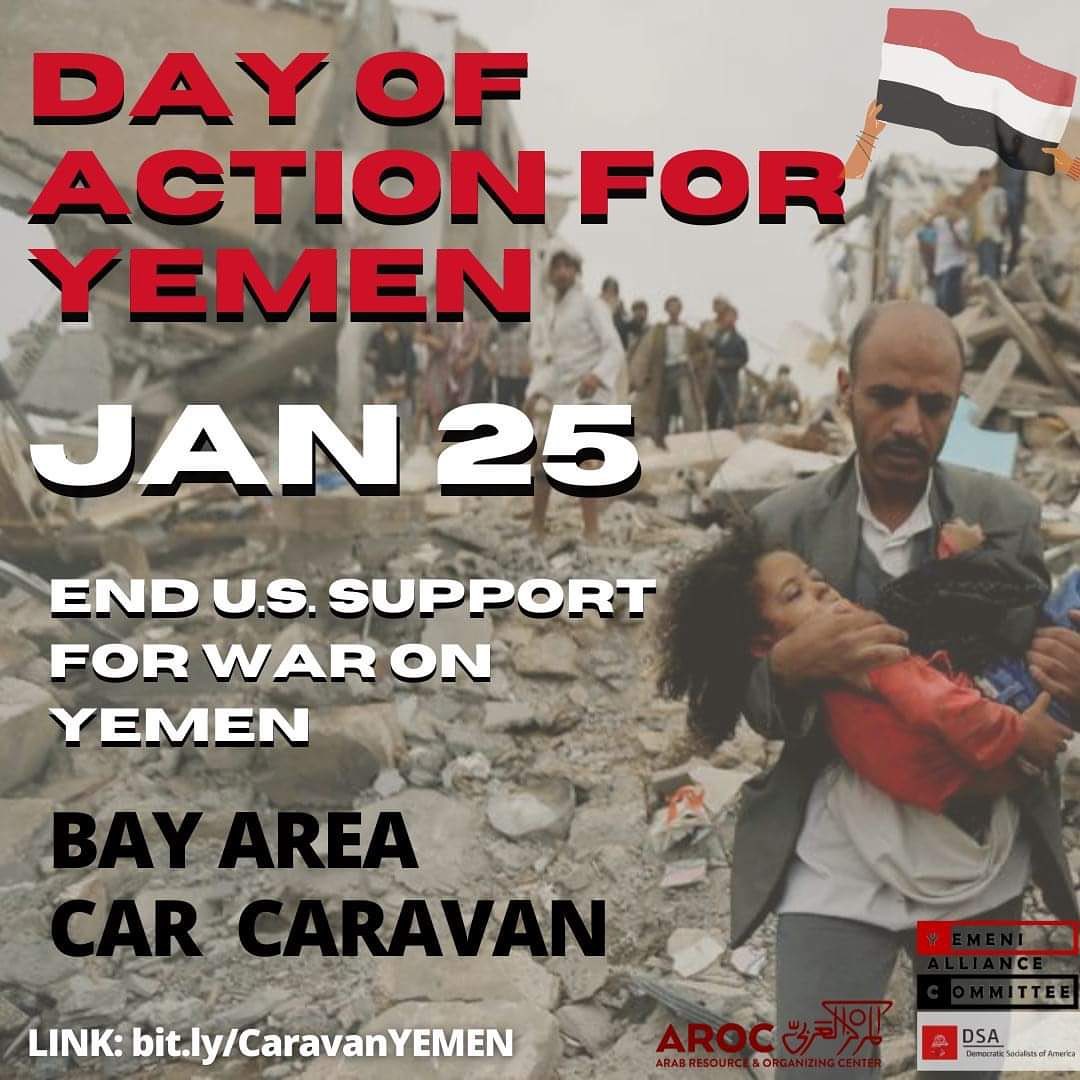 DAY OF
ACTION FOR
YEMEN
JAN 25
END U.S. SUPPORT
FOR WAR ON
YEMEN
BAY AREA
CAR CARAVAN
LINK: bit.ly/CaravanYEMEN
AROC
ARAB RESOURCE & ORGANIZING CENTER
YEMENI
ALLIANCE
COMMITTEE
DSA
Democratic Socialists of America